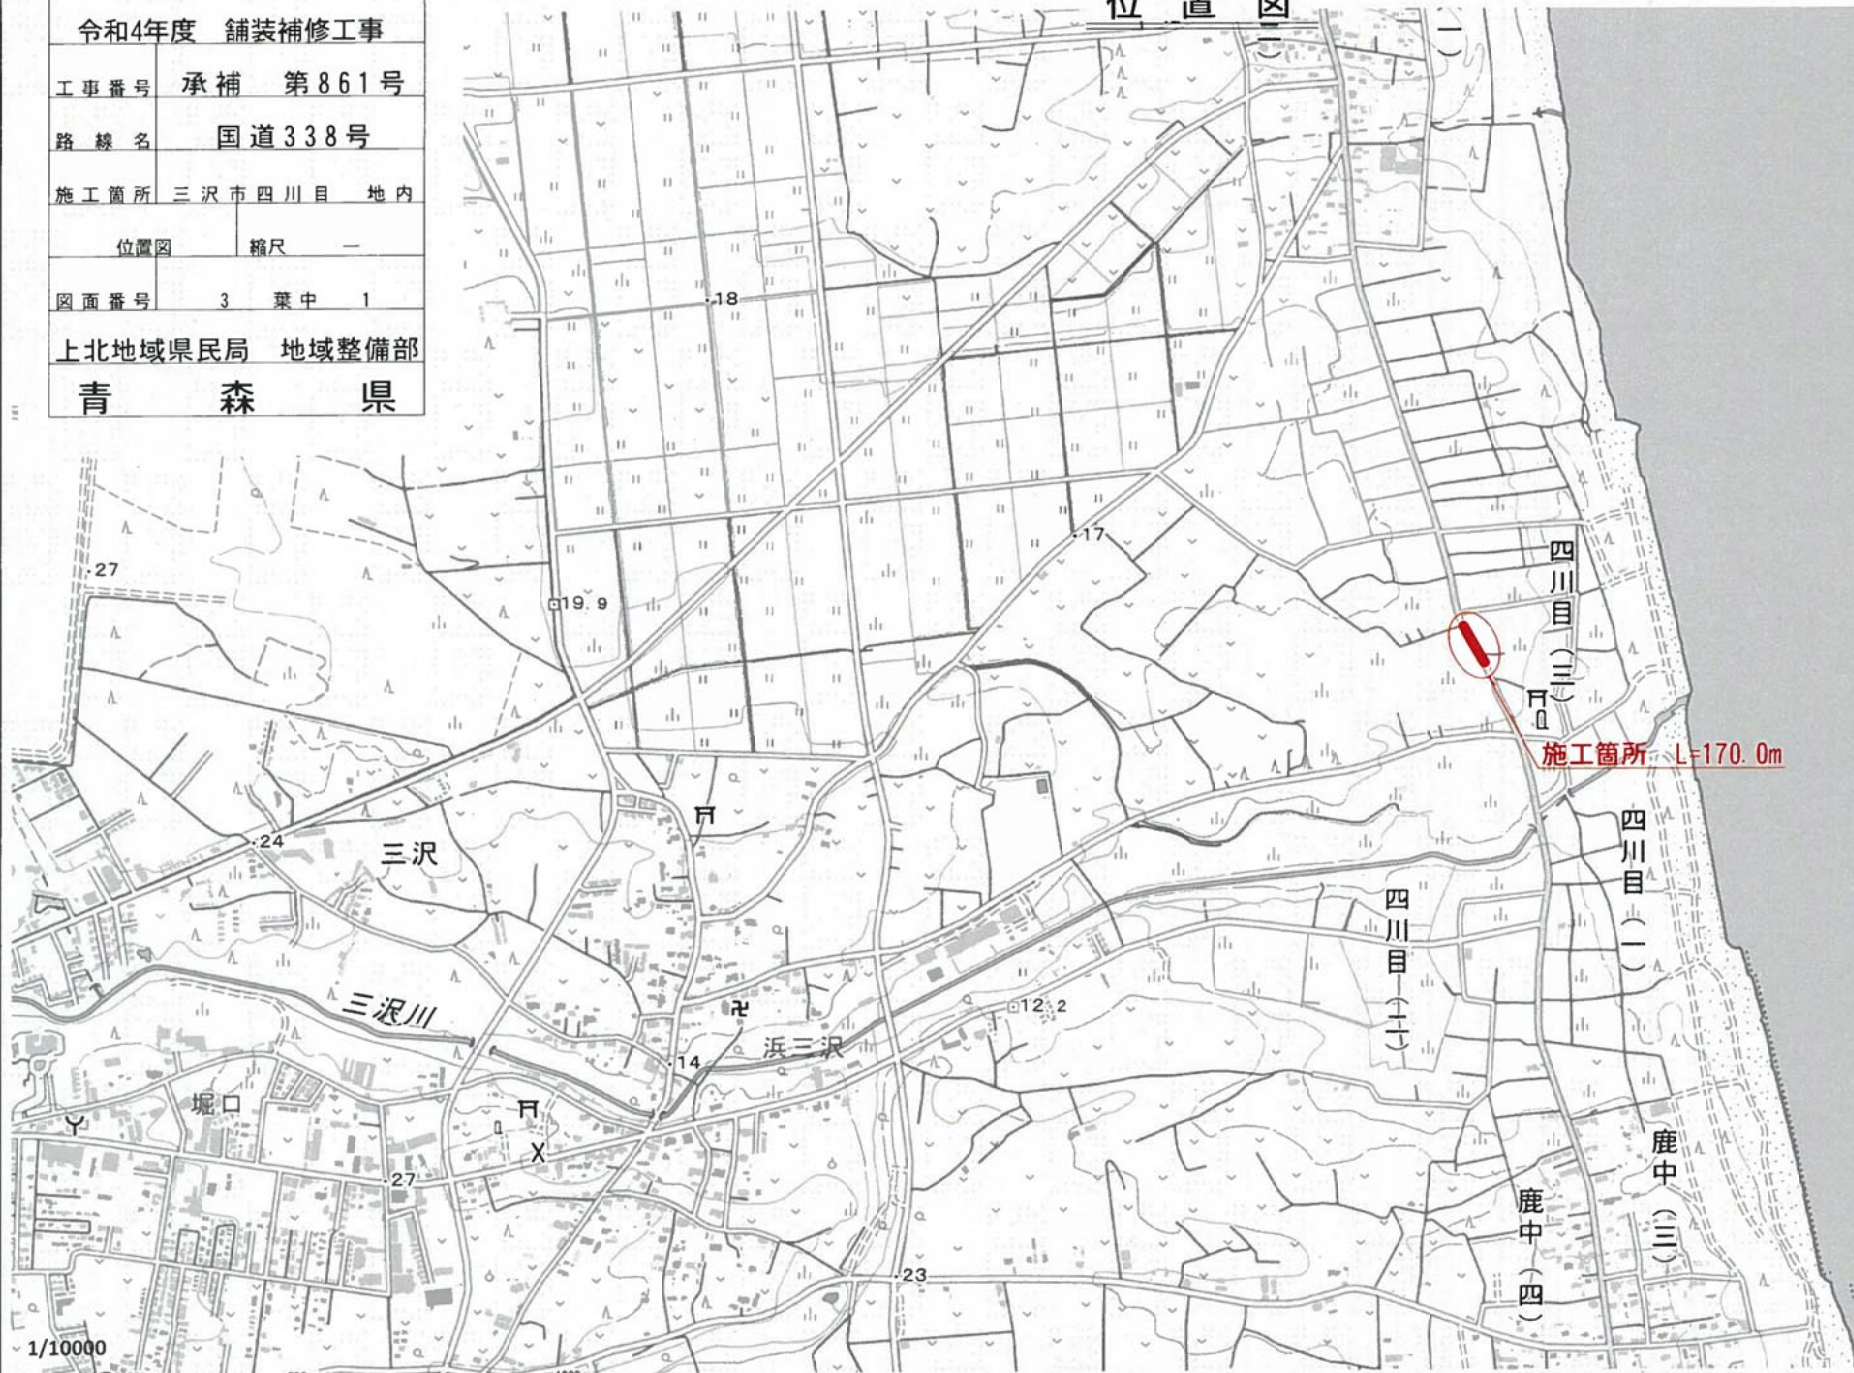 位置図
令和4年度 舗装補修工事
工事番号 承補 第861号
路線名 国道338号
施工箇所 三沢市四川目 地内
位置図 縮尺 ―
図面番号 3 葉中 1
上北地域県民局 地域整備部
青森県
(一)
18
17
27
19.9
四川目(三)
施工箇所 L=170.0m
24
三沢
四川目(一)
四川目(二)
三沢川
12.2
浜三沢
14
堀口
27
鹿中(三)
鹿中(四)
23
1/10000